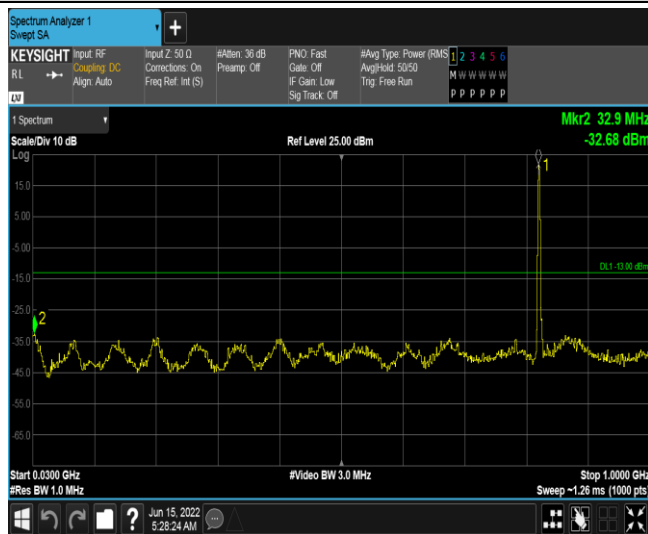 Spectrum Analyzer 1
Swept SA
+
KEYSIGHT
RL
LXI
Input: RF
Coupling: DC
Align: Auto
Input Z: 50 Ω
Corrections: On
Freq Ref: Int (S)
#Atten: 36 dB
Preamp: Off
PNO: Fast
Gate: Off
IF Gain: Low
Sig Track: Off
#Avg Type: Power (RMS
Avg|Hold: 50/50
Trig: Free Run
1 2 3 4 5 6
M W W W W W
P P P P P P
1 Spectrum
Scale/Div 10 dB
Ref Level 25.00 dBm
Mkr2 32.9 MHz
-32.68 dBm
Log
1
15.0
5.00
-5.00
DL1 -13.00 dBm
-15.0
-25.0
2
-35.0
-45.0
-55.0
-65.0
Start 0.0300 GHz
#Video BW 3.0 MHz
Stop 1.0000 GHz
#Res BW 1.0 MHz
Sweep ~1.26 ms (1000 pts)
?
Jun 15, 2022
5:28:24 AM